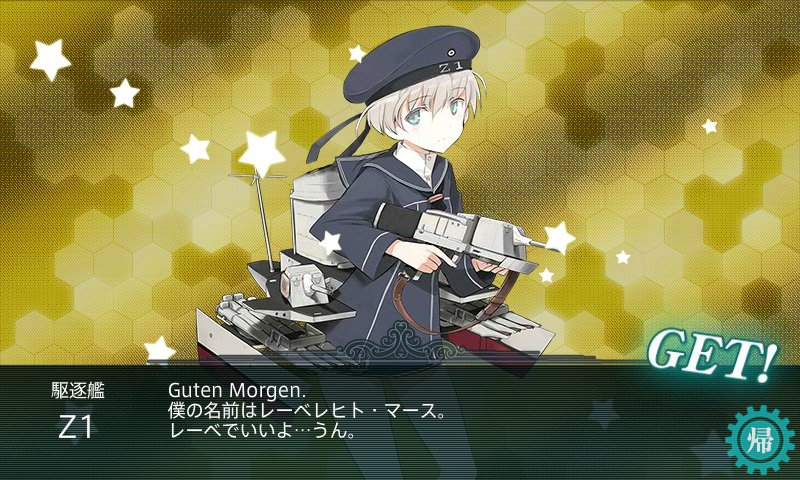 Z1
GET!
駆逐艦
Z1
Guten Morgen.
僕の名前はレーベレヒト・マース。
レーベでいいよ…うん。
帰